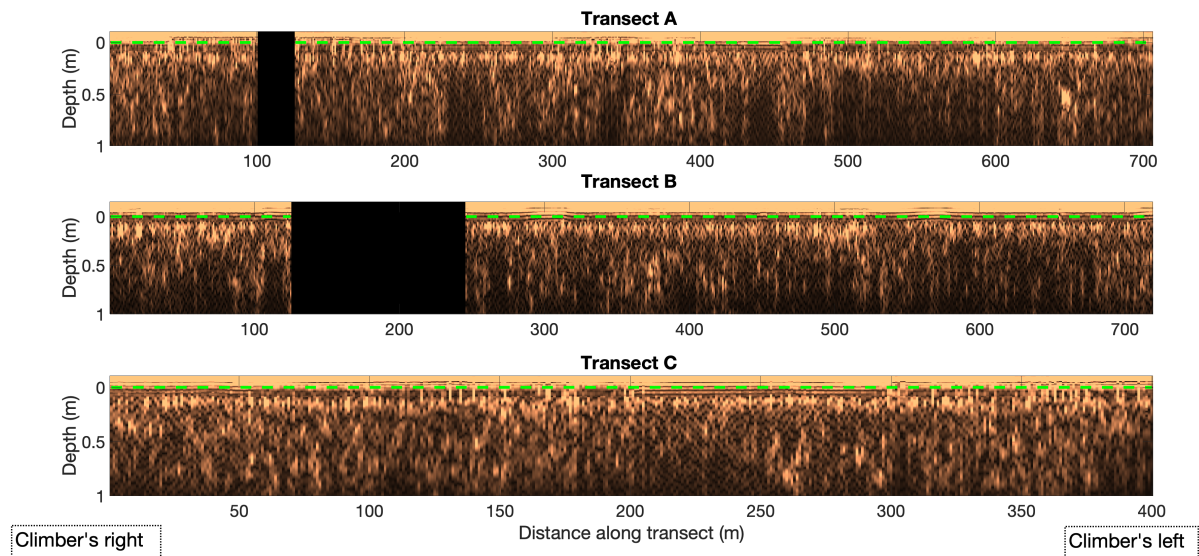 Transect A
Depth (m)
0
0.5
1
100 200 300 400 500 600 700
Transect B
Depth (m)
0
0.5
1
100 200 300 400 500 600 700
Transect C
Depth (m)
0
0.5
1
50 100 150 200 250 300 350 400
Distance along transect (m)
Climber's right
Climber's left